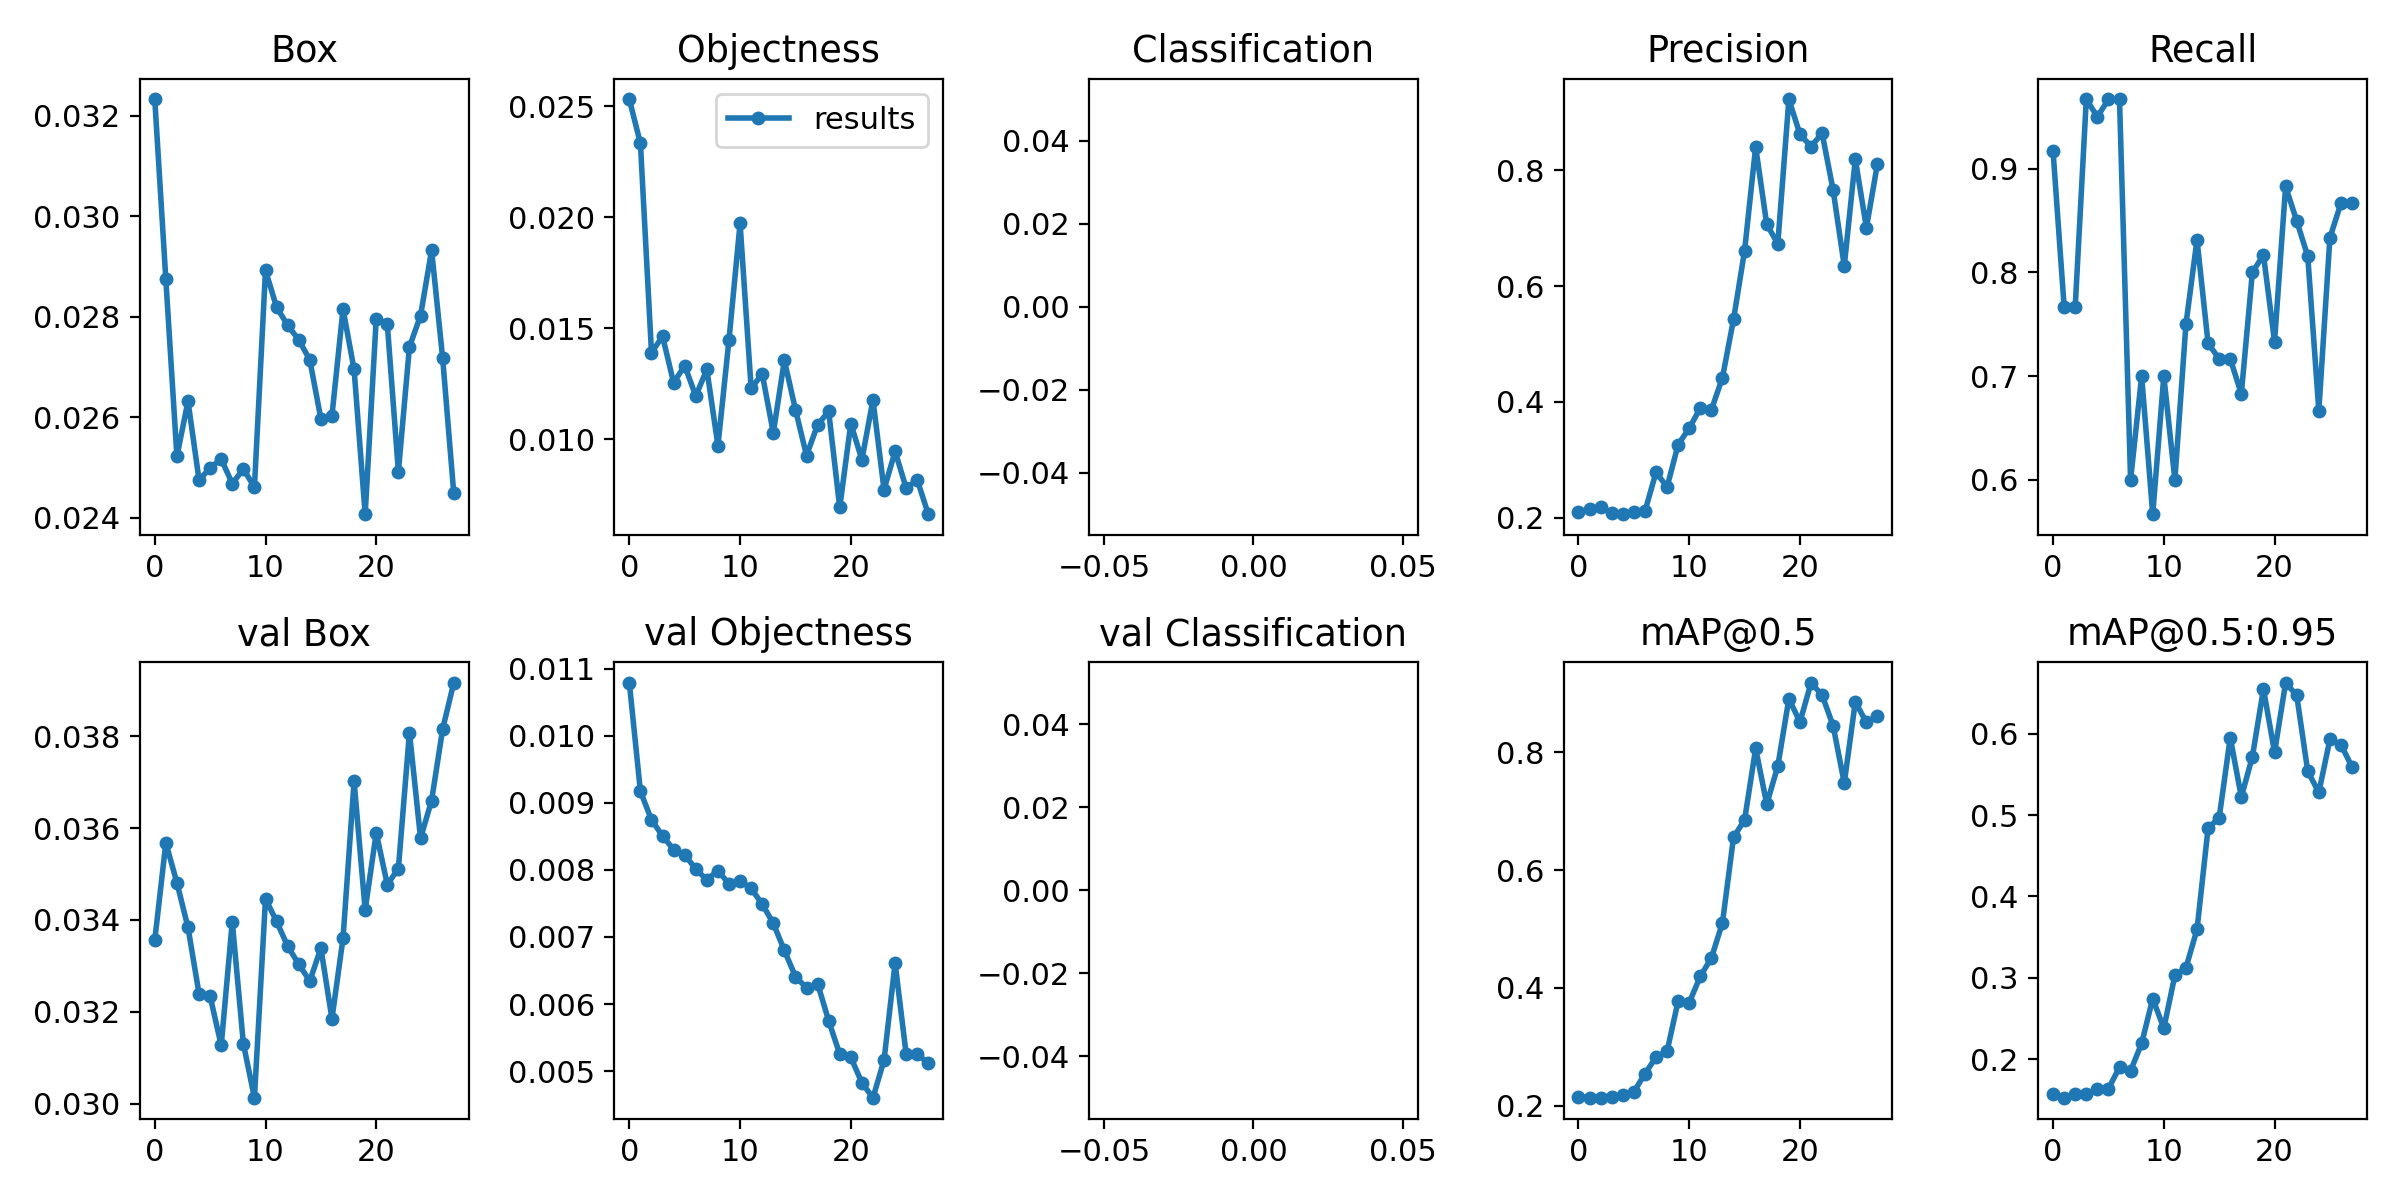 Box
0.032
0.030
0.028
0.026
0.024
0 10 20
Objectness
results
0.025
0.020
0.015
0.010
0 10 20
Classification
0.04
0.02
0.00
−0.02
−0.04
−0.05 0.00 0.05
Precision
0.8
0.6
0.4
0.2
0 10 20
Recall
0.9
0.8
0.7
0.6
0 10 20
val Box
0.038
0.036
0.034
0.032
0.030
0 10 20
val Objectness
0.011
0.010
0.009
0.008
0.007
0.006
0.005
0 10 20
val Classification
0.04
0.02
0.00
−0.02
−0.04
−0.05 0.00 0.05
mAP@0.5
0.8
0.6
0.4
0.2
0 10 20
mAP@0.5:0.95
0.6
0.5
0.4
0.3
0.2
0 10 20